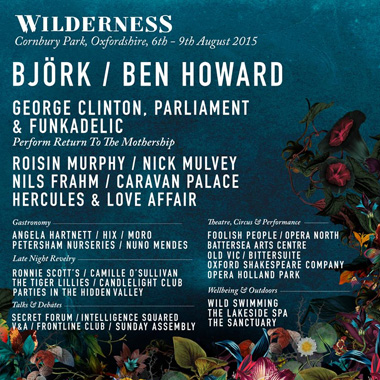 WILDERNESS
Cornbury Park, Oxfordshire, 6th - 9th August 2015
BJÖRK / BEN HOWARD
GEORGE CLINTON, PARLIAMENT
& FUNKADELIC
Perform Return To The Mothership
ROISIN MURPHY / NICK MULVEY
NILS FRAHM / CARAVAN PALACE
HERCULES & LOVE AFFAIR
Gastronomy
ANGELA HARTNETT / HIX / MORO
PETERSHAM NURSERIES / NUNO MENDES
Late Night Revelry
RONNIE SCOTT'S / CAMILLE O'SULLIVAN
THE TIGER LILLIES / CANDLELIGHT CLUB
PARTIES IN THE HIDDEN VALLEY
Talks & Debates
SECRET FORUM / INTELLIGENCE SQUARED
V&A / FRONTLINE CLUB / SUNDAY ASSEMBLY
Theatre, Circus & Performance
FOOLISH PEOPLE / OPERA NORTH
BATTERSEA ARTS CENTRE
OLD VIC / BITTERSUITE
OXFORD SHAKESPEARE COMPANY
OPERA HOLLAND PARK
Wellbeing & Outdoors
WILD SWIMMING
THE LAKESIDE SPA
THE SANCTUARY